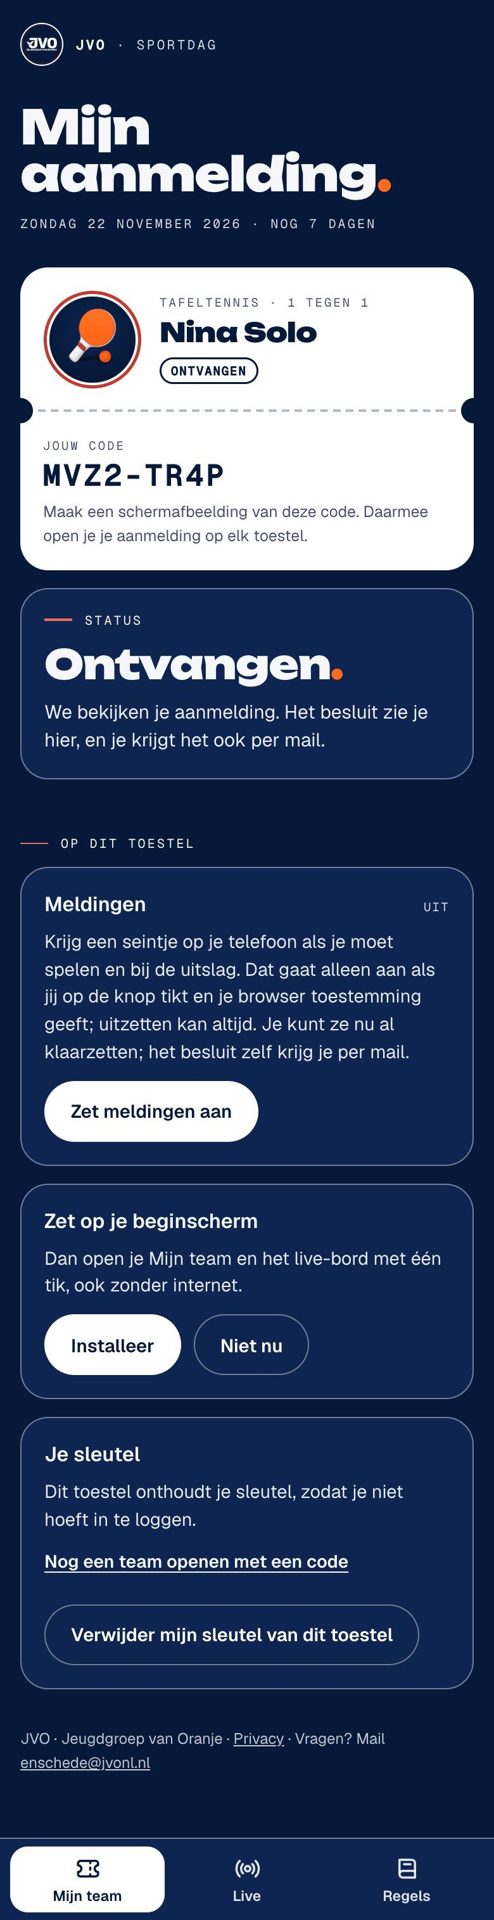 JVO
JVO · SPORTDAG
Mijn
aanmelding.
ZONDAG 22 NOVEMBER 2026 · NOG 7 DAGEN
TAFELTENNIS · 1 TEGEN 1
Nina Solo
ONTVANGEN
JOUW CODE
MVZ2-TR4P
Maak een schermafbeelding van deze code. Daarmee
open je je aanmelding op elk toestel.
STATUS
Ontvangen.
We bekijken je aanmelding. Het besluit zie je
hier, en je krijgt het ook per mail.
OP DIT TOESTEL
Meldingen UIT
Krijg een seintje op je telefoon als je moet
spelen en bij de uitslag. Dat gaat alleen aan als
jij op de knop tikt en je browser toestemming
geeft; uitzetten kan altijd. Je kunt ze nu al
klaarzetten; het besluit zelf krijg je per mail.
Zet meldingen aan
Zet op je beginscherm
Dan open je Mijn team en het live-bord met één
tik, ook zonder internet.
Installeer Niet nu
Je sleutel
Dit toestel onthoudt je sleutel, zodat je niet
hoeft in te loggen.
Nog een team openen met een code
Verwijder mijn sleutel van dit toestel
JVO · Jeugdgroep van Oranje · Privacy · Vragen? Mail
enschede@jvonl.nl
Mijn team Live Regels